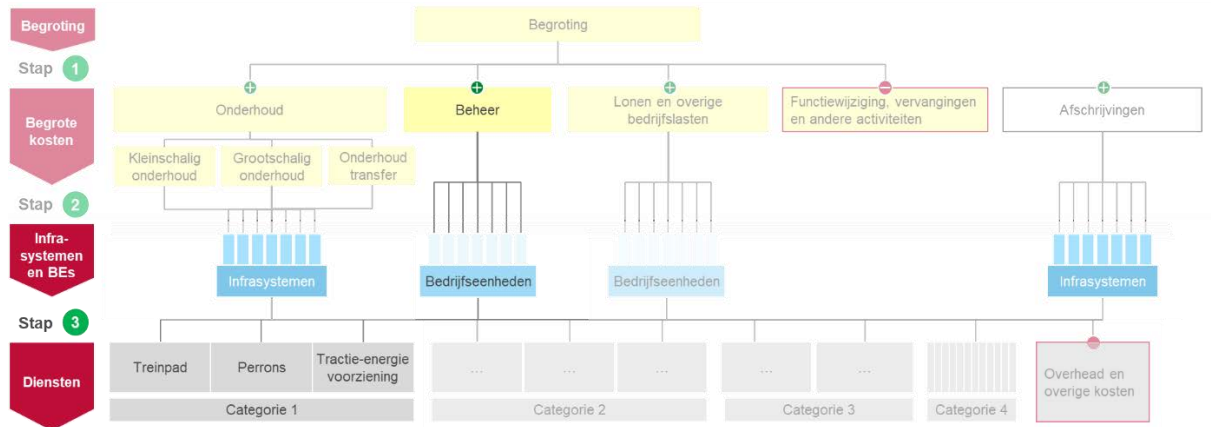 Begroting
Begroting
Stap 1
Begrote
kosten
Onderhoud
Beheer
Lonen en overige
bedrijfslasten
Functiewijziging, vervangingen
en andere activiteiten
Afschrijvingen
Kleinschalig
onderhoud
Grootschalig
onderhoud
Onderhoud
transfer
Stap 2
Infra-
systemen
en BEs
Infrasystemen
Bedrijfseenheden
Bedrijfseenheden
Infrasystemen
Stap 3
Diensten
Treinpad
Perrons
Tractie-energie
voorziening
...
...
...
...
...
Overhead en
overige kosten
Categorie 1
Categorie 2
Categorie 3
Categorie 4